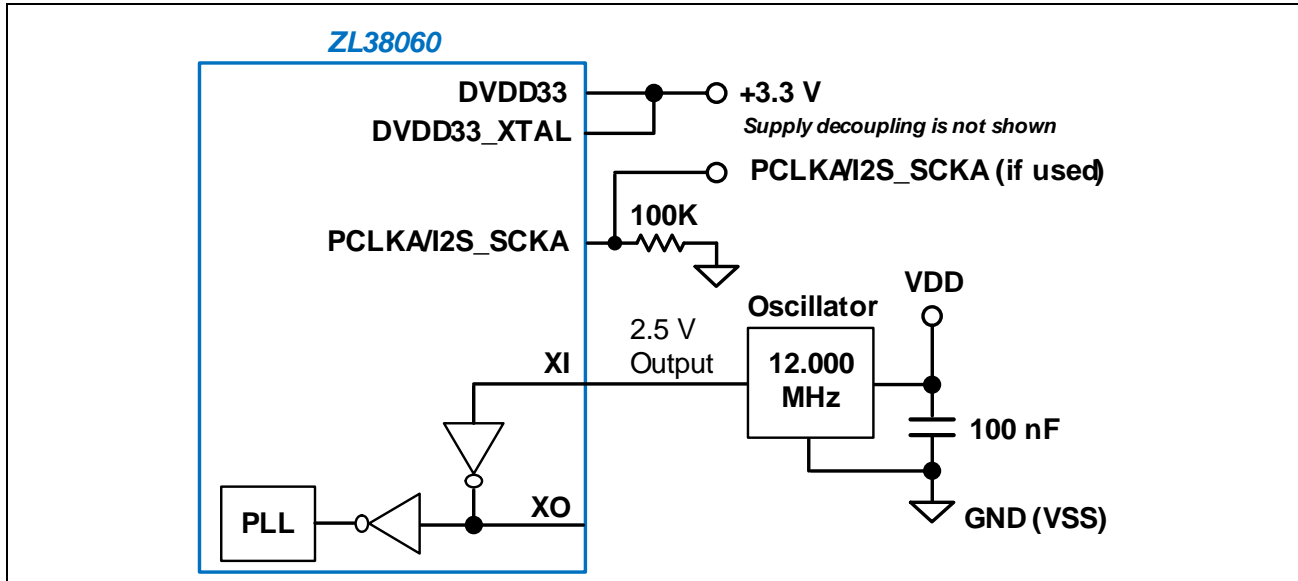 ZL38060
DVDD33
+3.3 V
DVDD33_XTAL
Supply decoupling is not shown
PCLKA/I2S_SCKA (if used)
100K
PCLKA/I2S_SCKA
VDD
Oscillator
2.5 V
Output
XI
12.000
MHz
100 nF
XO
PLL
GND (VSS)